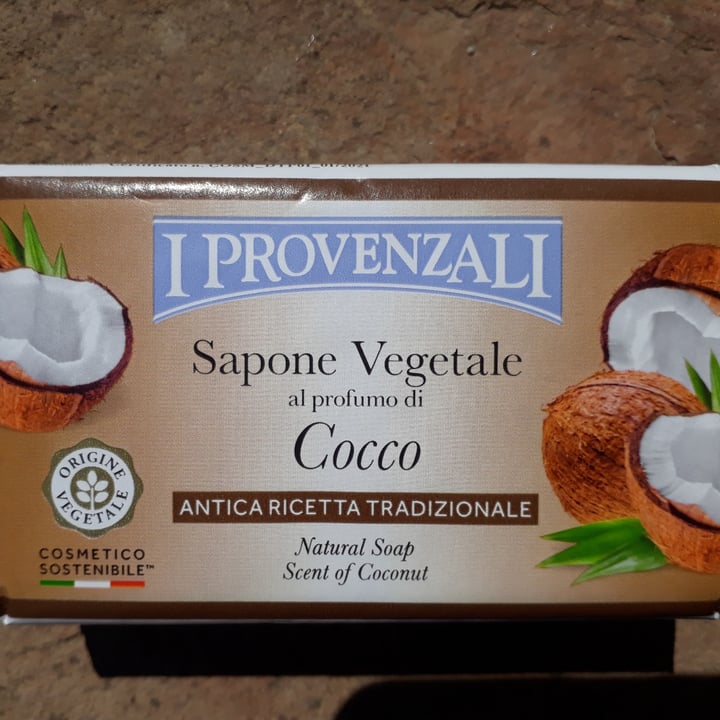 I PROVENZALI
Sapone Vegetale
al profumo di
Cocco
ANTICA RICETTA TRADIZIONALE
Natural Soap
Scent of Coconut
ORIGINE
VEGETALE
COSMETICO
SOSTENIBILE™